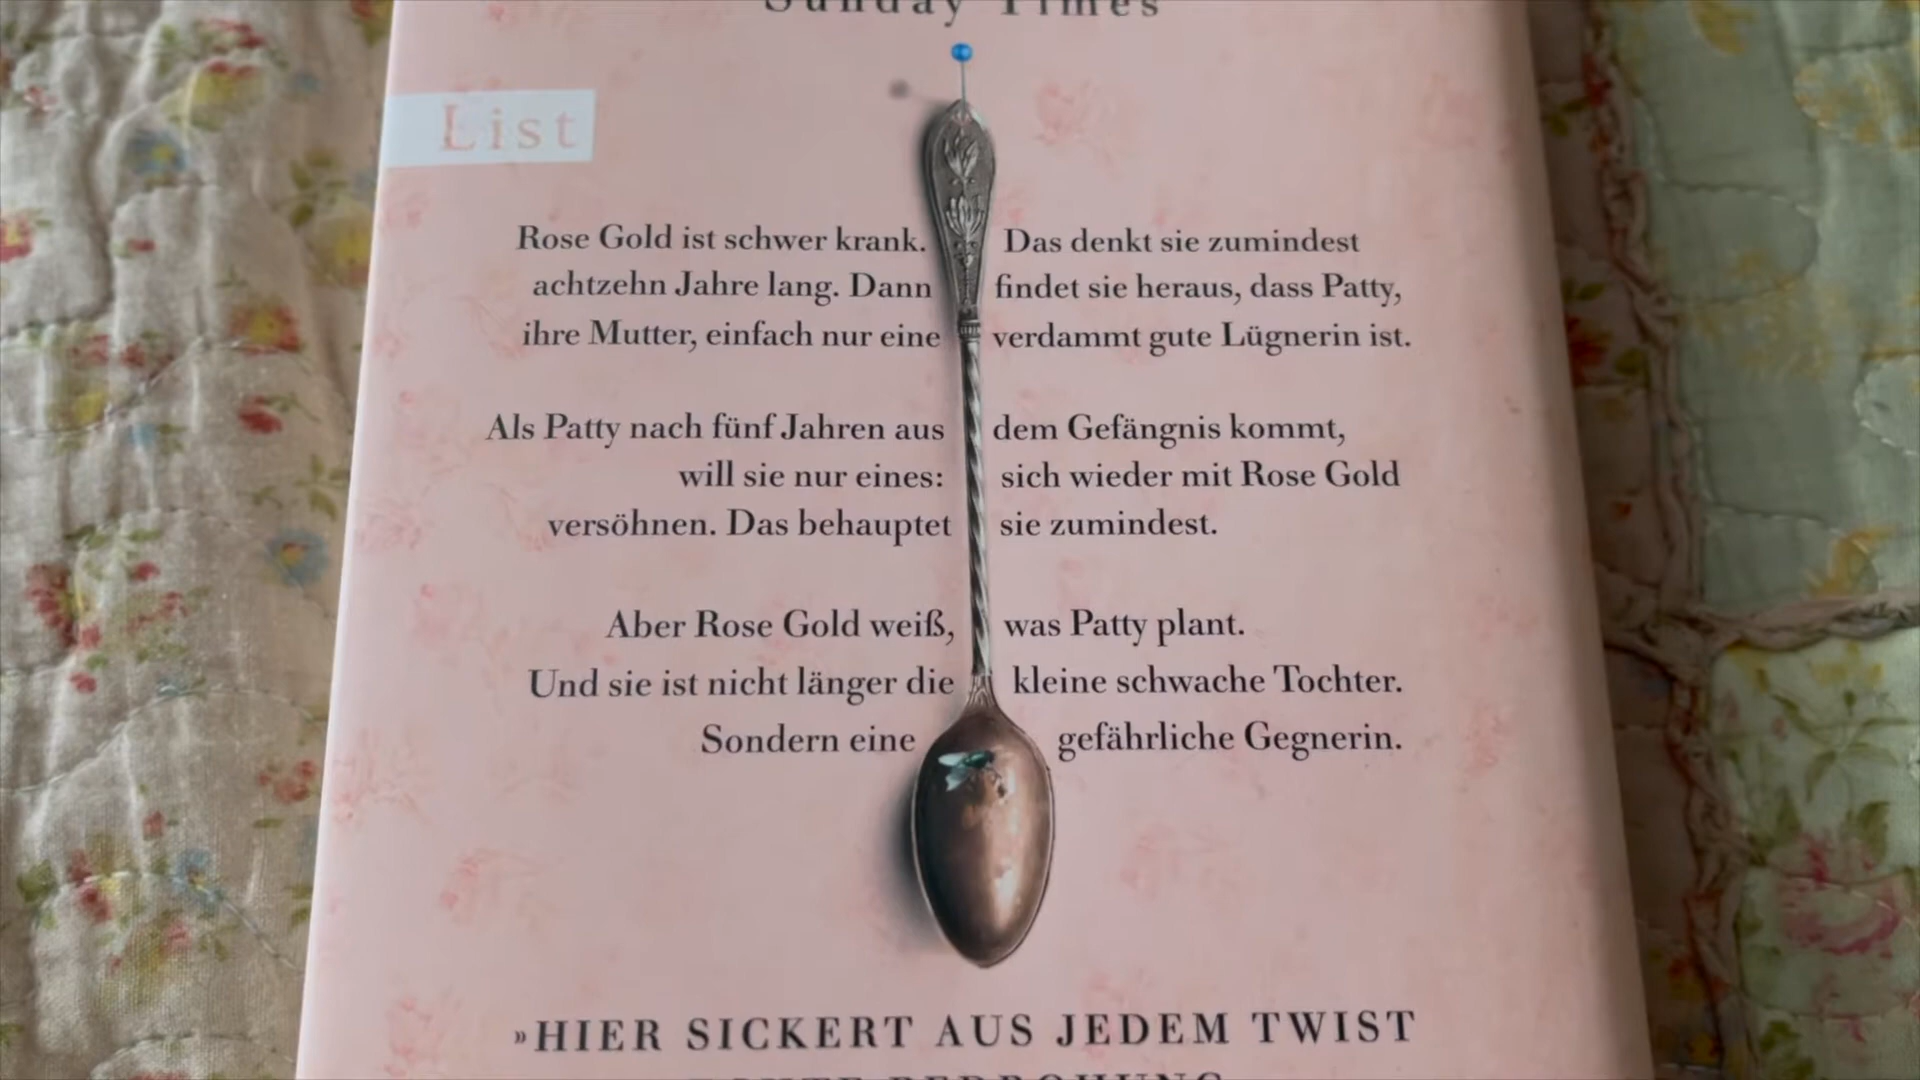 Sunday Times
List
Rose Gold ist schwer krank. Das denkt sie zumindest
achtzehn Jahre lang. Dann findet sie heraus, dass Patty,
ihre Mutter, einfach nur eine verdammt gute Lügnerin ist.
Als Patty nach fünf Jahren aus dem Gefängnis kommt,
will sie nur eines: sich wieder mit Rose Gold
versöhnen. Das behauptet sie zumindest.
Aber Rose Gold weiß, was Patty plant.
Und sie ist nicht länger die kleine schwache Tochter.
Sondern eine gefährliche Gegnerin.
»HIER SICKERT AUS JEDEM TWIST